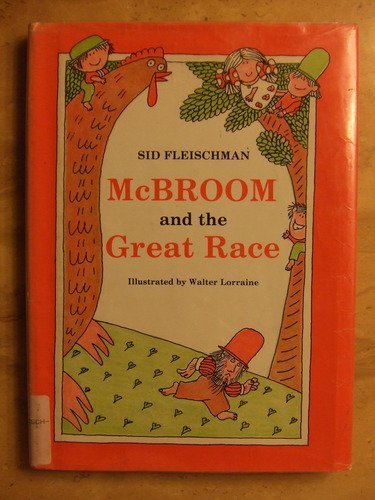 SID FLEISCHMAN
McBROOM
and the
Great Race
Illustrated by Walter Lorraine